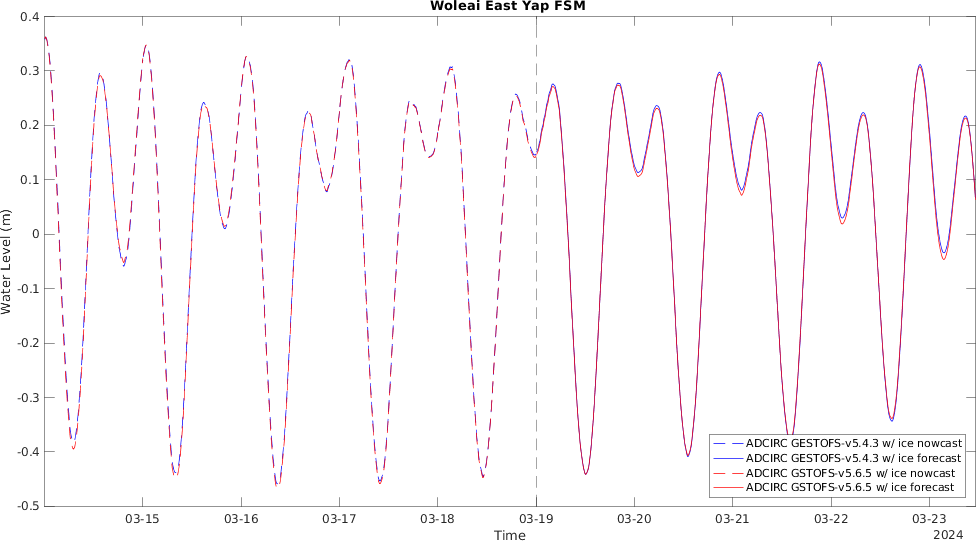 Woleai East Yap FSM
0.4
0.3
0.2
0.1
0
-0.1
-0.2
-0.3
-0.4
-0.5
Water Level (m)
ADCIRC GESTOFS-v5.4.3 w/ ice nowcast
ADCIRC GESTOFS-v5.4.3 w/ ice forecast
ADCIRC GSTOFS-v5.6.5 w/ ice nowcast
ADCIRC GSTOFS-v5.6.5 w/ ice forecast
03-15 03-16 03-17 03-18 03-19 03-20 03-21 03-22 03-23
Time
2024